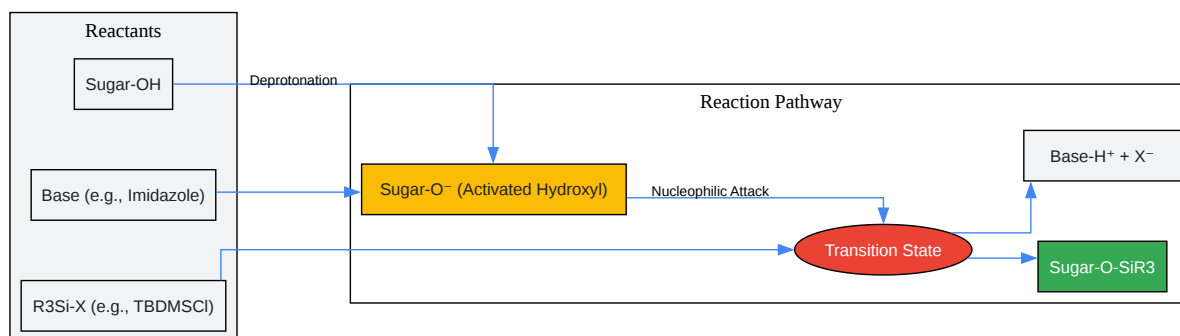 Reactants
Sugar-OH
Deprotonation
Reaction Pathway
Base-H⁺ + X⁻
Base (e.g., Imidazole)
Sugar-O⁻ (Activated Hydroxyl)
Nucleophilic Attack
Transition State
Sugar-O-SiR3
R3Si-X (e.g., TBDMSCl)